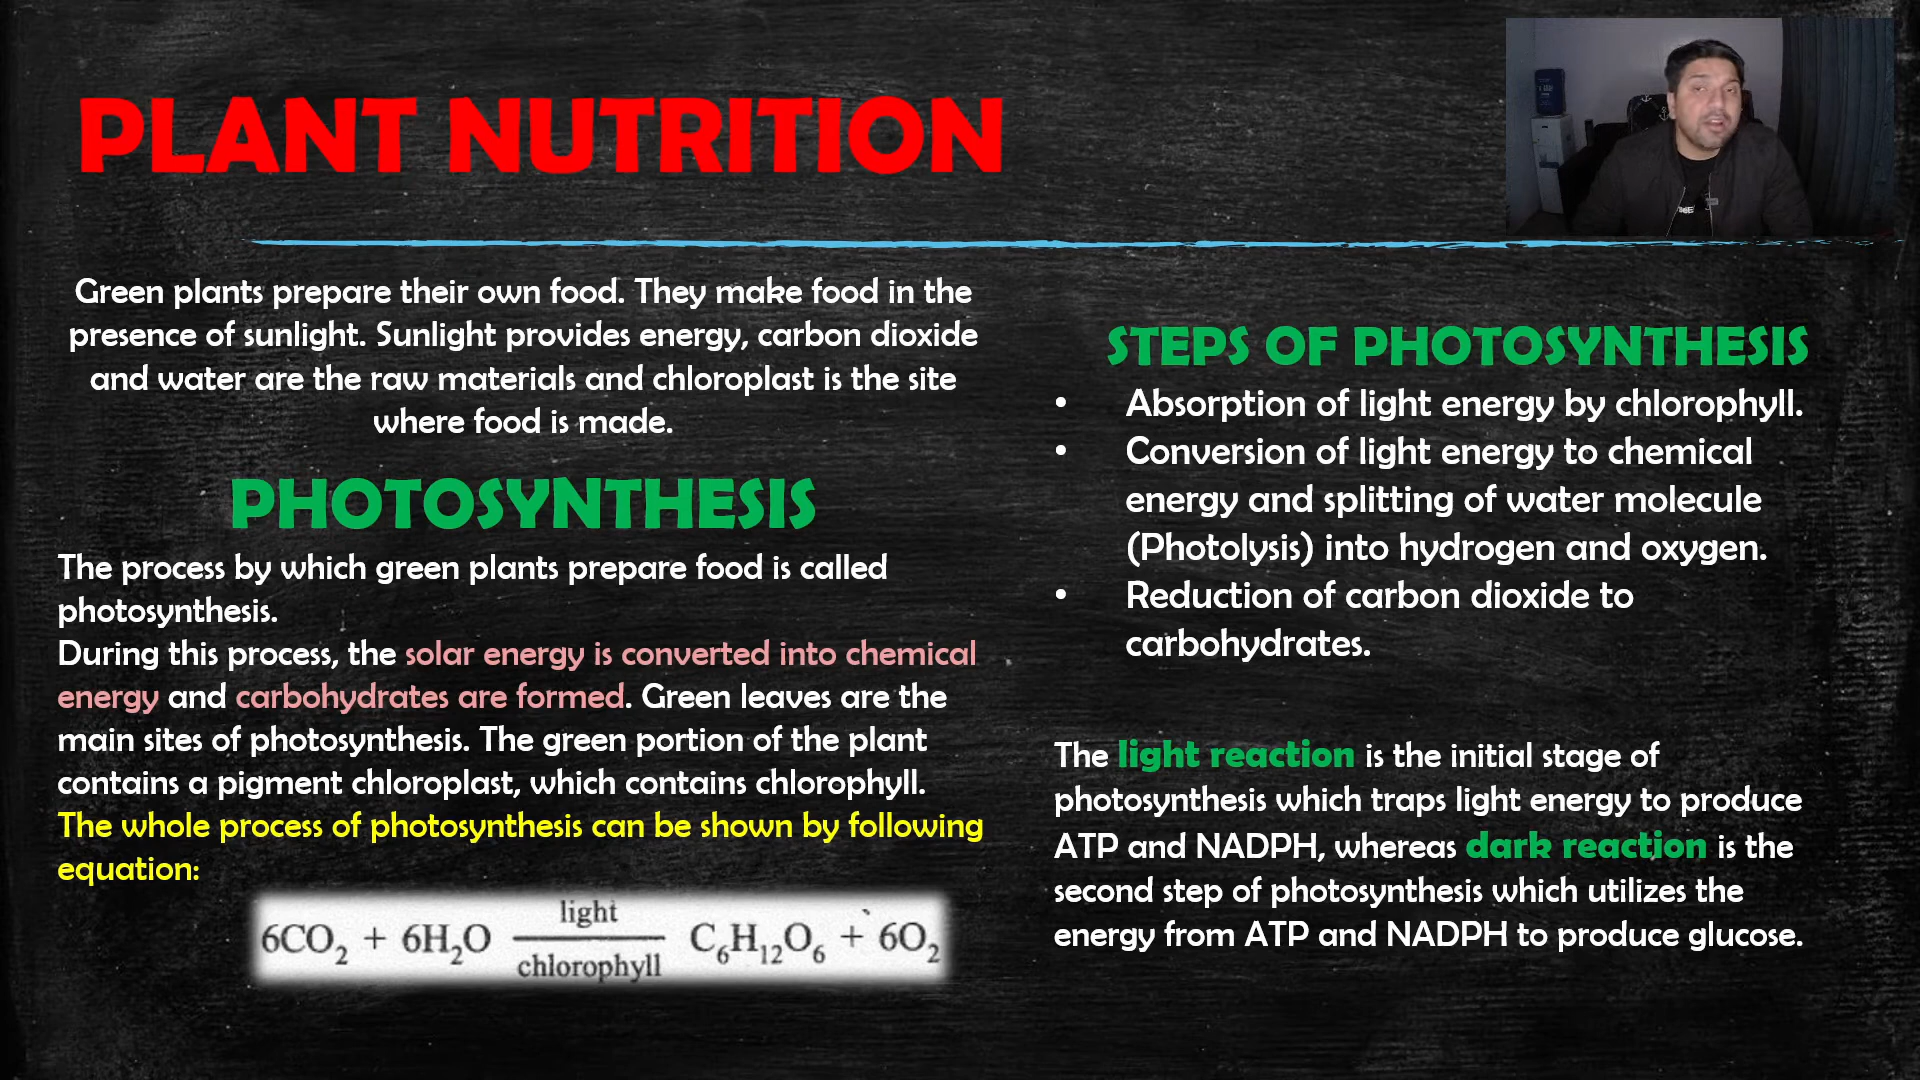 PLANT NUTRITION
Green plants prepare their own food. They make food in the
presence of sunlight. Sunlight provides energy, carbon dioxide
and water are the raw materials and chloroplast is the site
where food is made.
PHOTOSYNTHESIS
The process by which green plants prepare food is called
photosynthesis.
During this process, the solar energy is converted into chemical
energy and carbohydrates are formed. Green leaves are the
main sites of photosynthesis. The green portion of the plant
contains a pigment chloroplast, which contains chlorophyll.
The whole process of photosynthesis can be shown by following
equation:
light
6CO₂ + 6H₂O ——— C₆H₁₂O₆ + 6O₂
chlorophyll
STEPS OF PHOTOSYNTHESIS
• Absorption of light energy by chlorophyll.
• Conversion of light energy to chemical
energy and splitting of water molecule
(Photolysis) into hydrogen and oxygen.
• Reduction of carbon dioxide to
carbohydrates.
The light reaction is the initial stage of
photosynthesis which traps light energy to produce
ATP and NADPH, whereas dark reaction is the
second step of photosynthesis which utilizes the
energy from ATP and NADPH to produce glucose.